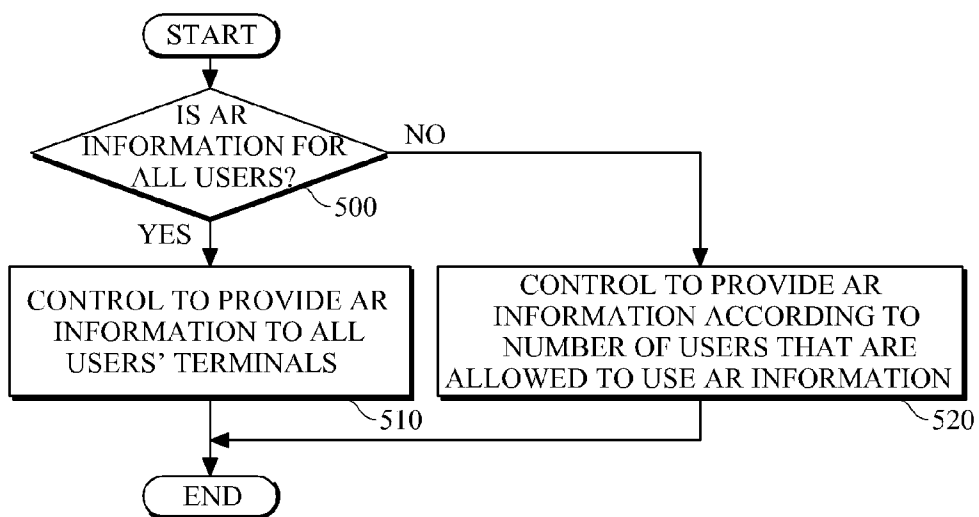 START
IS AR
INFORMATION FOR
ALL USERS?
NO
500
YES
CONTROL TO PROVIDE AR
INFORMATION TO ALL
USERS' TERMINALS
510
CONTROL TO PROVIDE AR
INFORMATION ACCORDING TO
NUMBER OF USERS THAT ARE
ALLOWED TO USE AR INFORMATION
520
END